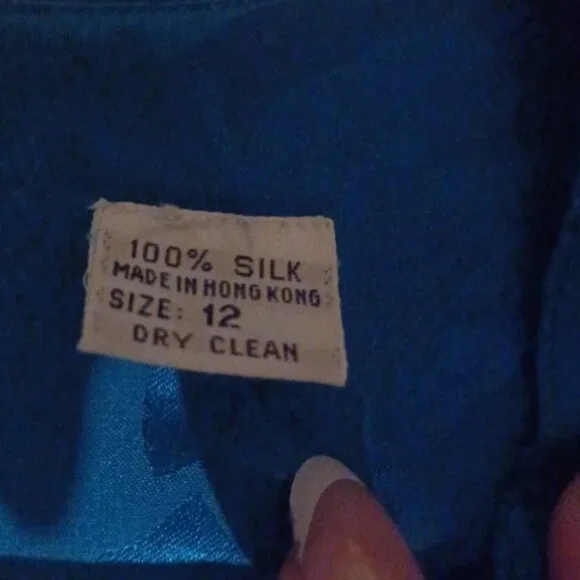 100% SILK
MADE IN HONG KONG
SIZE: 12
DRY CLEAN